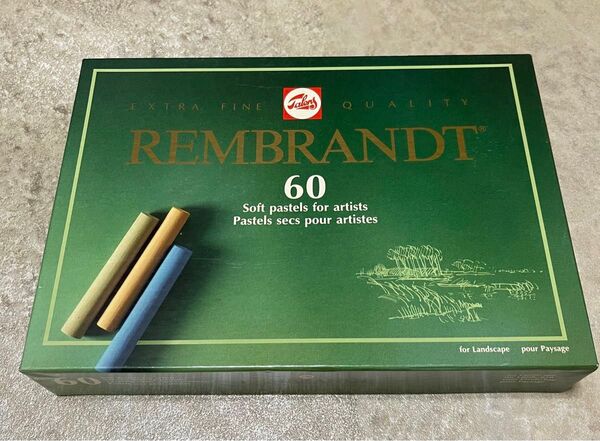 EXTRA FINE Talens QUALITY
REMBRANDT®
60
Soft pastels for artists
Pastels secs pour artistes
for Landscape pour Paysage
60